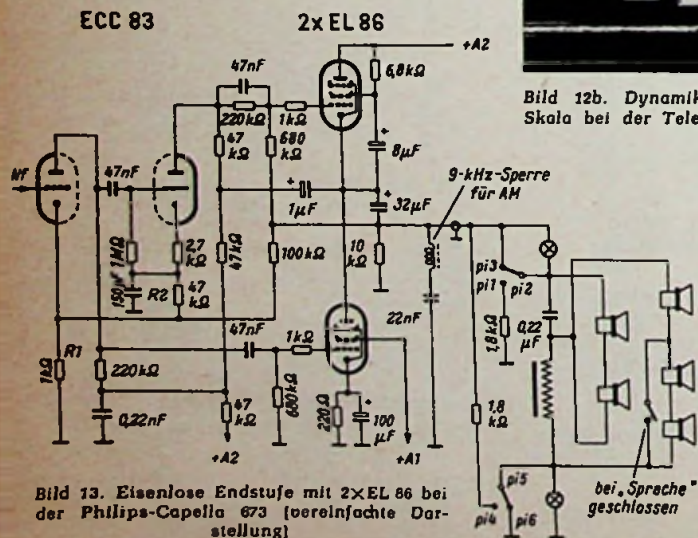 ECC 83
2x EL 86
Nf
47nF
47nF
220kΩ
47
kΩ
680
kΩ
1kΩ
6,8kΩ
+A2
8µF
+
32µF
+
1µF
+
9-kHz-Sperre
für AM
1MΩ
150pF
R2
2,7
kΩ
47
kΩ
47kΩ
100kΩ
10
kΩ
22nF
pi3
pi1
pi2
1,8kΩ
0,22
µF
R1
1kΩ
220kΩ
0,22nF
47nF
1kΩ
680kΩ
47
kΩ
+A2
220Ω
+
100
µF
+A1
1,8
kΩ
pi5
pi4
pi6
bei „Sprache"
geschlossen
Bild 12b. Dynamik
Skala bei der Tele
Bild 13. Eisenlose Endstufe mit 2×EL 86 bei
der Philips-Capella 673 (vereinfachte Dar-
stellung)